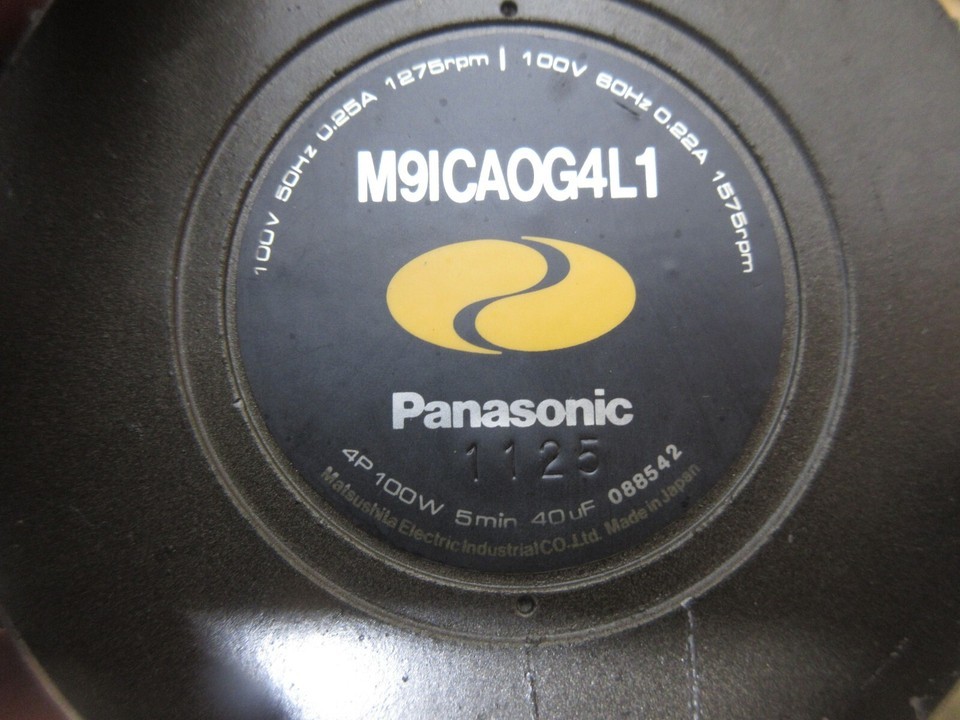 100V 50Hz 0.25A 1275rpm | 100V 60Hz 0.22A 1575rpm
M9ICAOG4L1
Panasonic
1125
4P 100W 5min 40uF 088542
Matsushita Electric Industrial CO.,Ltd. Made in Japan